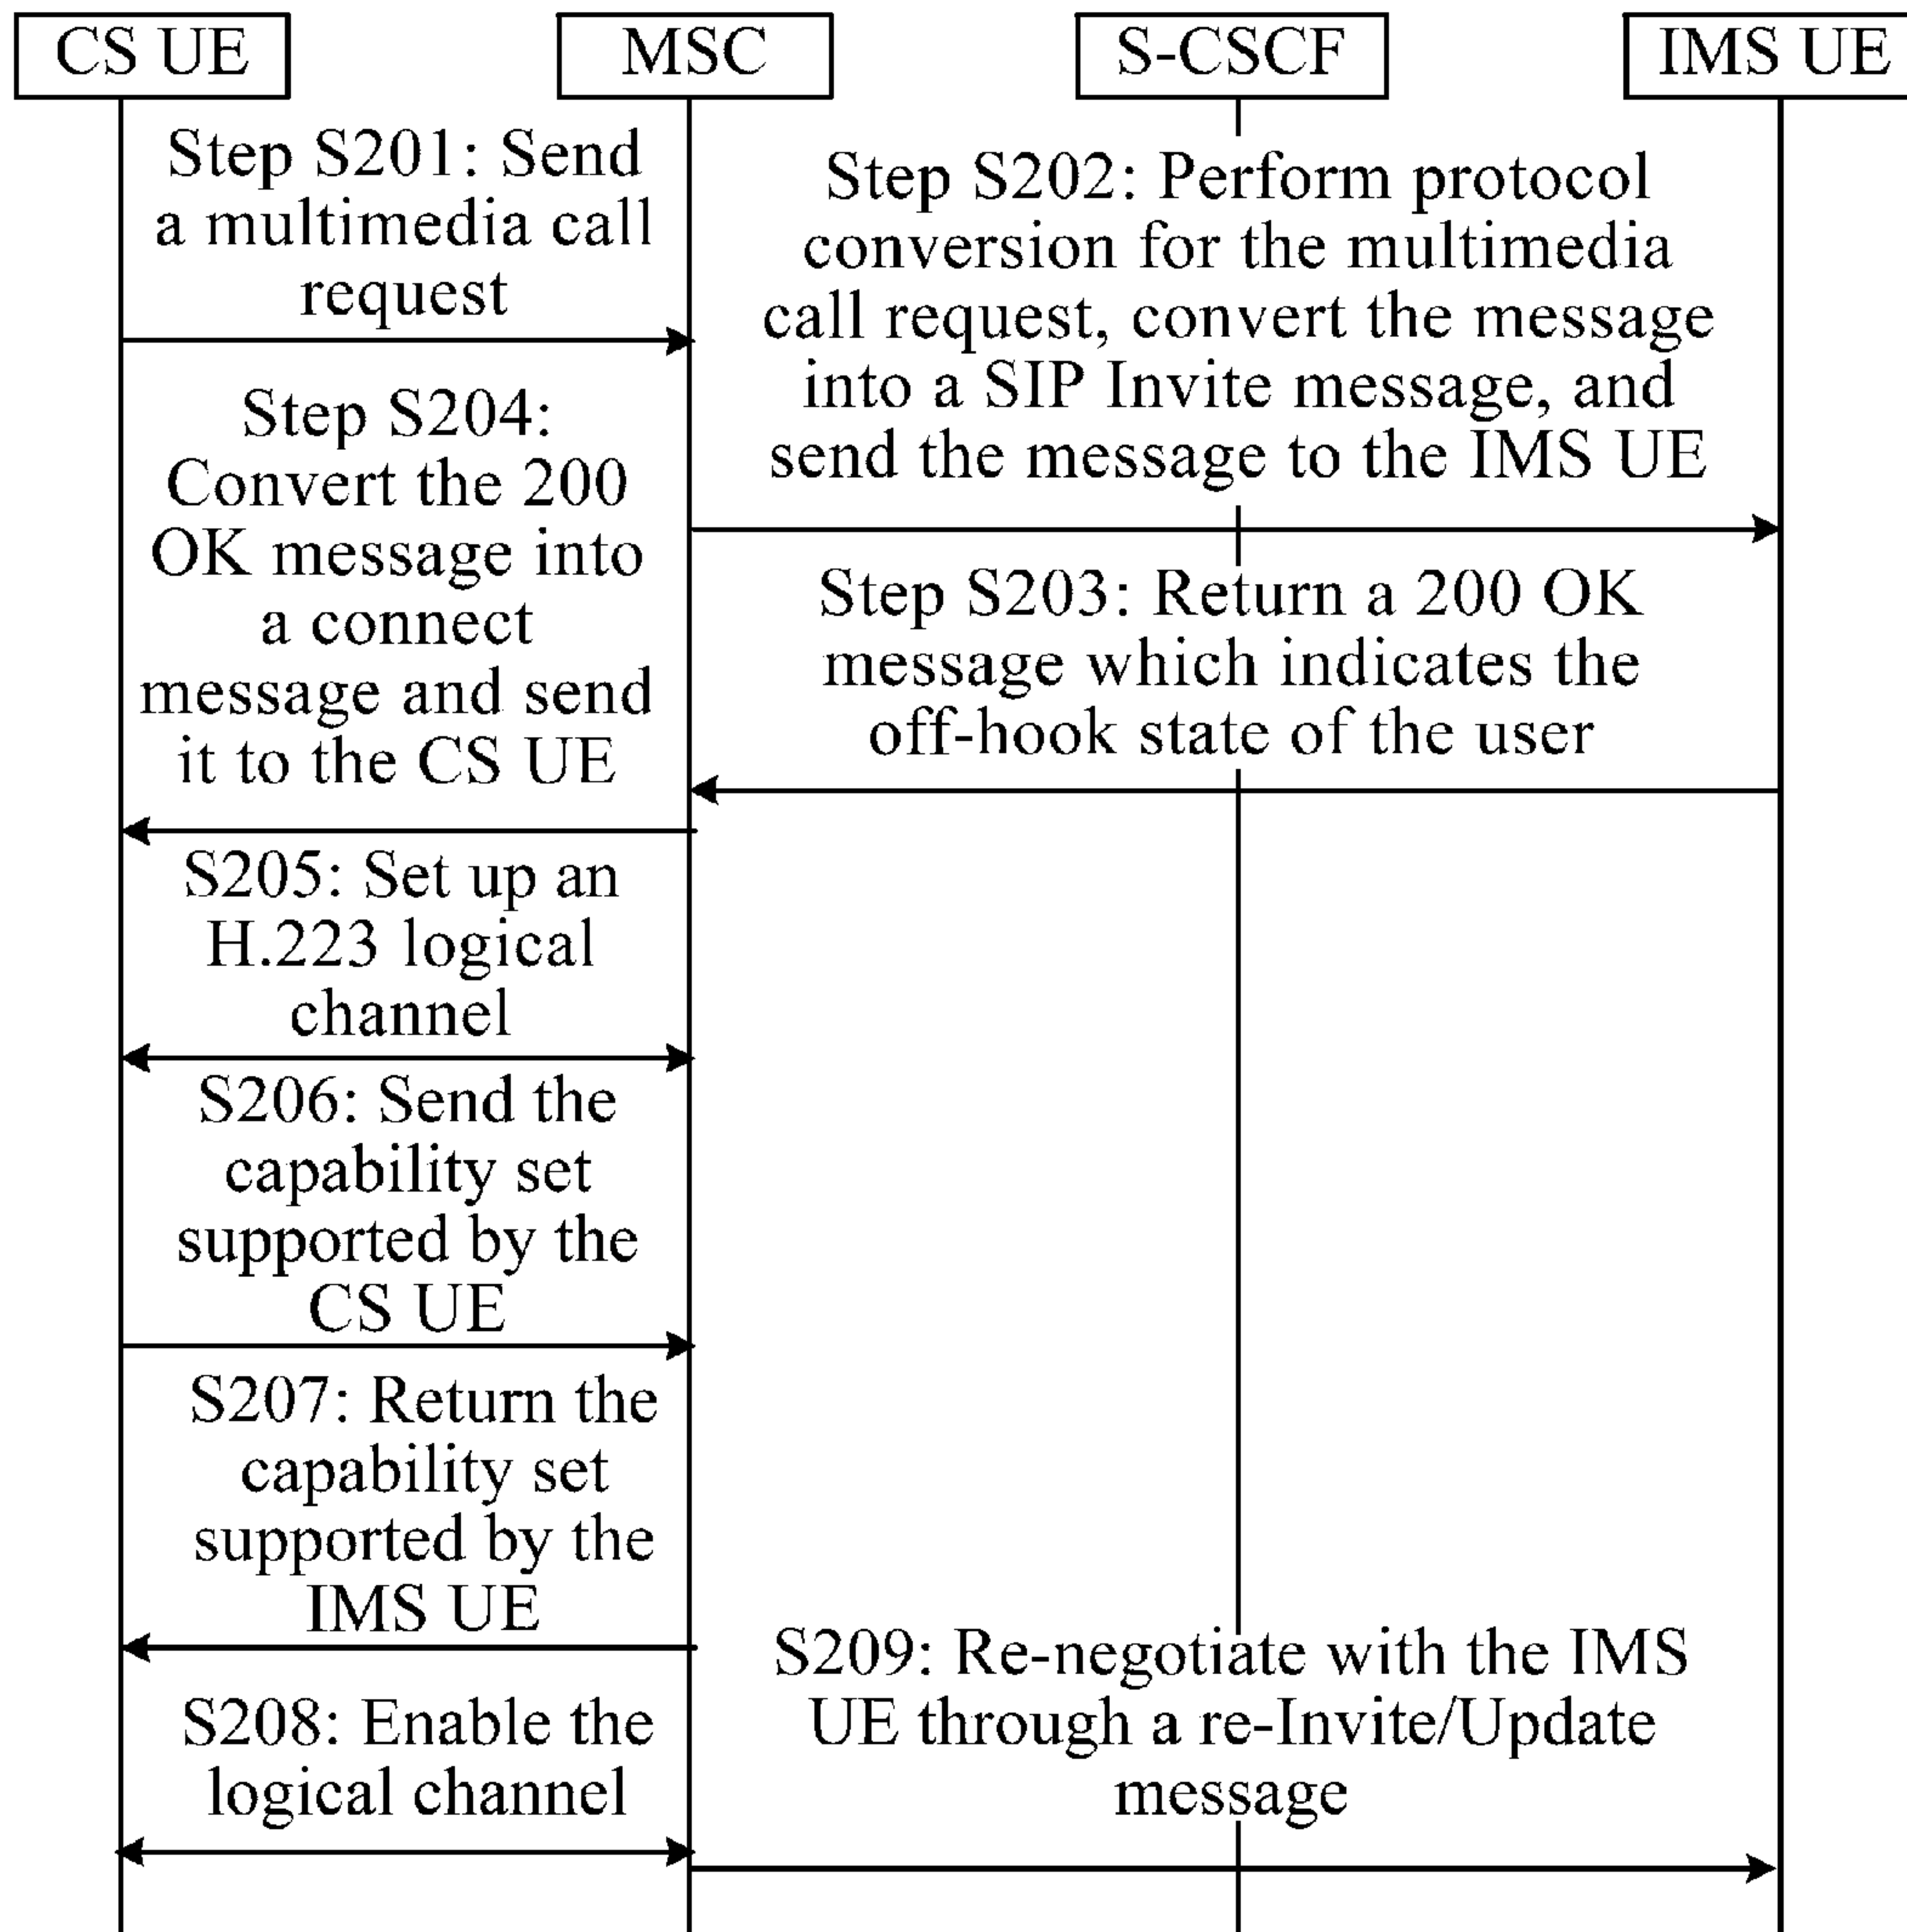 CS UE
MSC
S-CSCF
IMS UE
Step S201: Send
a multimedia call
request
Step S202: Perform protocol
conversion for the multimedia
call request, convert the message
into a SIP Invite message, and
send the message to the IMS UE
Step S203: Return a 200 OK
message which indicates the
off-hook state of the user
Step S204:
Convert the 200
OK message into
a connect
message and send
it to the CS UE
S205: Set up an
H.223 logical
channel
S206: Send the
capability set
supported by the
CS UE
S207: Return the
capability set
supported by the
IMS UE
S208: Enable the
logical channel
S209: Re-negotiate with the IMS
UE through a re-Invite/Update
message